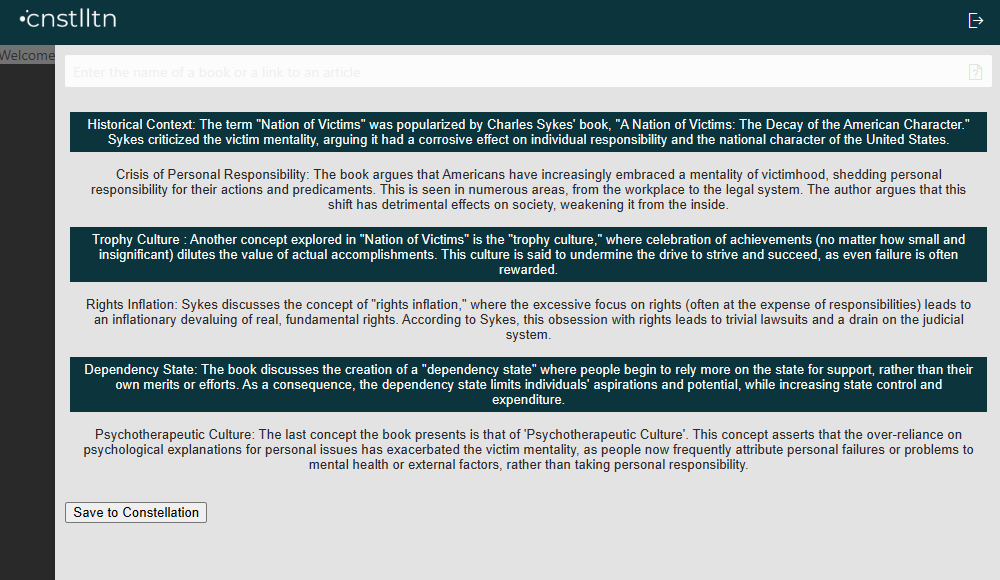 cnstlltn
Welcome
Enter the name of a book or a link to an article
Historical Context: The term "Nation of Victims" was popularized by Charles Sykes' book, "A Nation of Victims: The Decay of the American Character."
Sykes criticized the victim mentality, arguing it had a corrosive effect on individual responsibility and the national character of the United States.
Crisis of Personal Responsibility: The book argues that Americans have increasingly embraced a mentality of victimhood, shedding personal
responsibility for their actions and predicaments. This is seen in numerous areas, from the workplace to the legal system. The author argues that this
shift has detrimental effects on society, weakening it from the inside.
Trophy Culture : Another concept explored in "Nation of Victims" is the "trophy culture," where celebration of achievements (no matter how small and
insignificant) dilutes the value of actual accomplishments. This culture is said to undermine the drive to strive and succeed, as even failure is often
rewarded.
Rights Inflation: Sykes discusses the concept of "rights inflation," where the excessive focus on rights (often at the expense of responsibilities) leads to
an inflationary devaluing of real, fundamental rights. According to Sykes, this obsession with rights leads to trivial lawsuits and a drain on the judicial
system.
Dependency State: The book discusses the creation of a "dependency state" where people begin to rely more on the state for support, rather than their
own merits or efforts. As a consequence, the dependency state limits individuals' aspirations and potential, while increasing state control and
expenditure.
Psychotherapeutic Culture: The last concept the book presents is that of 'Psychotherapeutic Culture'. This concept asserts that the over-reliance on
psychological explanations for personal issues has exacerbated the victim mentality, as people now frequently attribute personal failures or problems to
mental health or external factors, rather than taking personal responsibility.
Save to Constellation